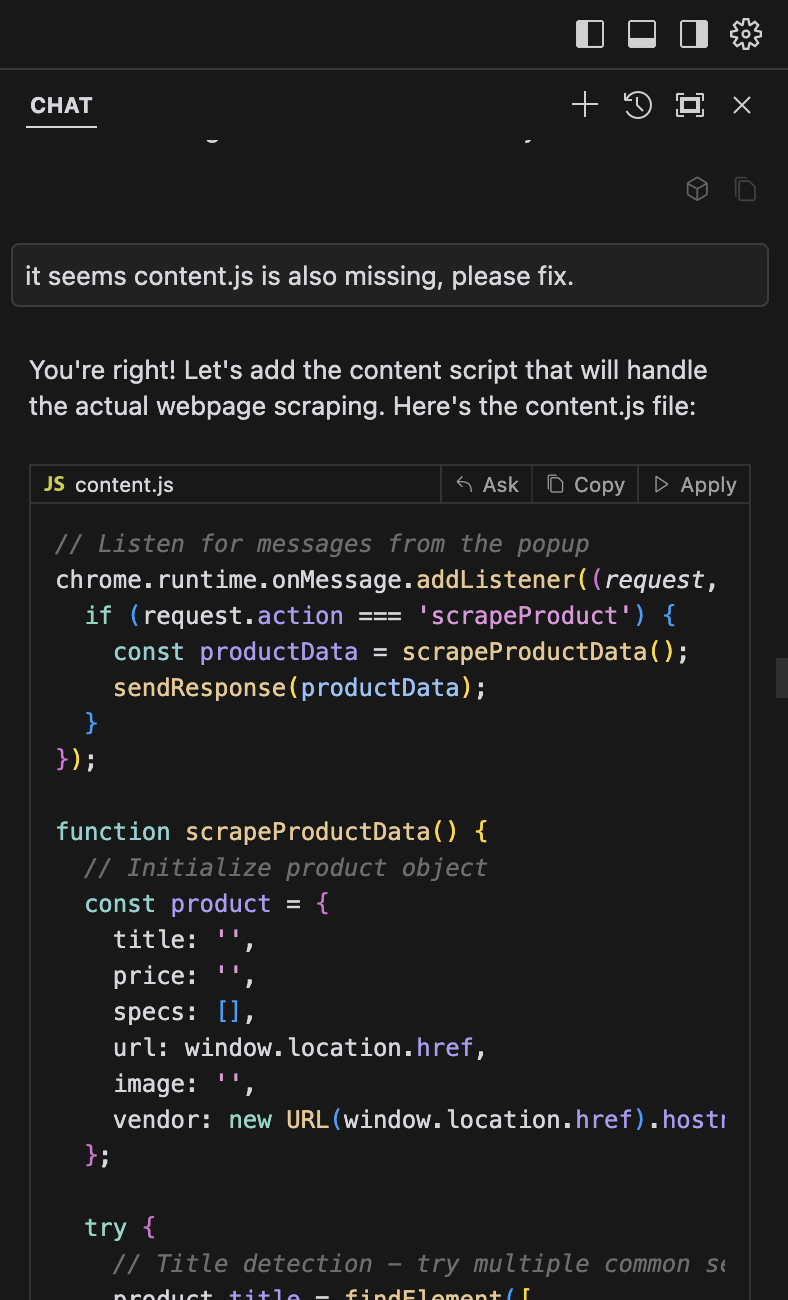 CHAT
it seems content.js is also missing, please fix.
You're right! Let's add the content script that will handle
the actual webpage scraping. Here's the content.js file:
JS content.js Ask Copy Apply
// Listen for messages from the popup
chrome.runtime.onMessage.addListener((request,
  if (request.action === 'scrapeProduct') {
    const productData = scrapeProductData();
    sendResponse(productData);
  }
});
function scrapeProductData() {
  // Initialize product object
  const product = {
    title: '',
    price: '',
    specs: [],
    url: window.location.href,
    image: '',
    vendor: new URL(window.location.href).host
  };
  try {
    // Title detection – try multiple common
    product.title = findElement([